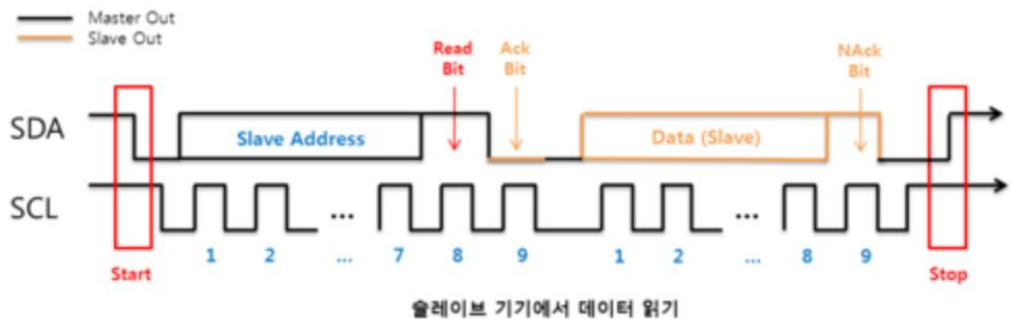 Master Out
Slave Out
Read Bit
Ack Bit
NAck Bit
SDA
Slave Address
Data (Slave)
SCL
...
...
1 2 ... 7 8 9 1 2 ... 8 9
Start
Stop
슬레이브 기기에서 데이터 읽기